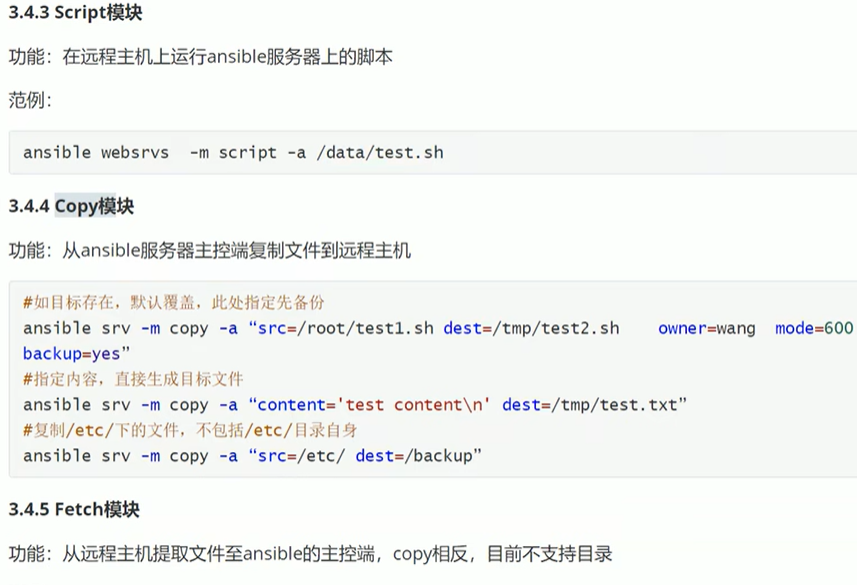 3.4.3 Script模块
功能：在远程主机上运行ansible服务器上的脚本
范例：
ansible websrvs  -m script -a /data/test.sh
3.4.4 Copy模块
功能：从ansible服务器主控端复制文件到远程主机
#如目标存在，默认覆盖，此处指定先备份
ansible srv -m copy -a “src=/root/test1.sh dest=/tmp/test2.sh    owner=wang  mode=600
backup=yes”
#指定内容，直接生成目标文件
ansible srv -m copy -a “content='test content\n' dest=/tmp/test.txt”
#复制/etc/下的文件，不包括/etc/目录自身
ansible srv -m copy -a “src=/etc/ dest=/backup”
3.4.5 Fetch模块
功能：从远程主机提取文件至ansible的主控端，copy相反，目前不支持目录